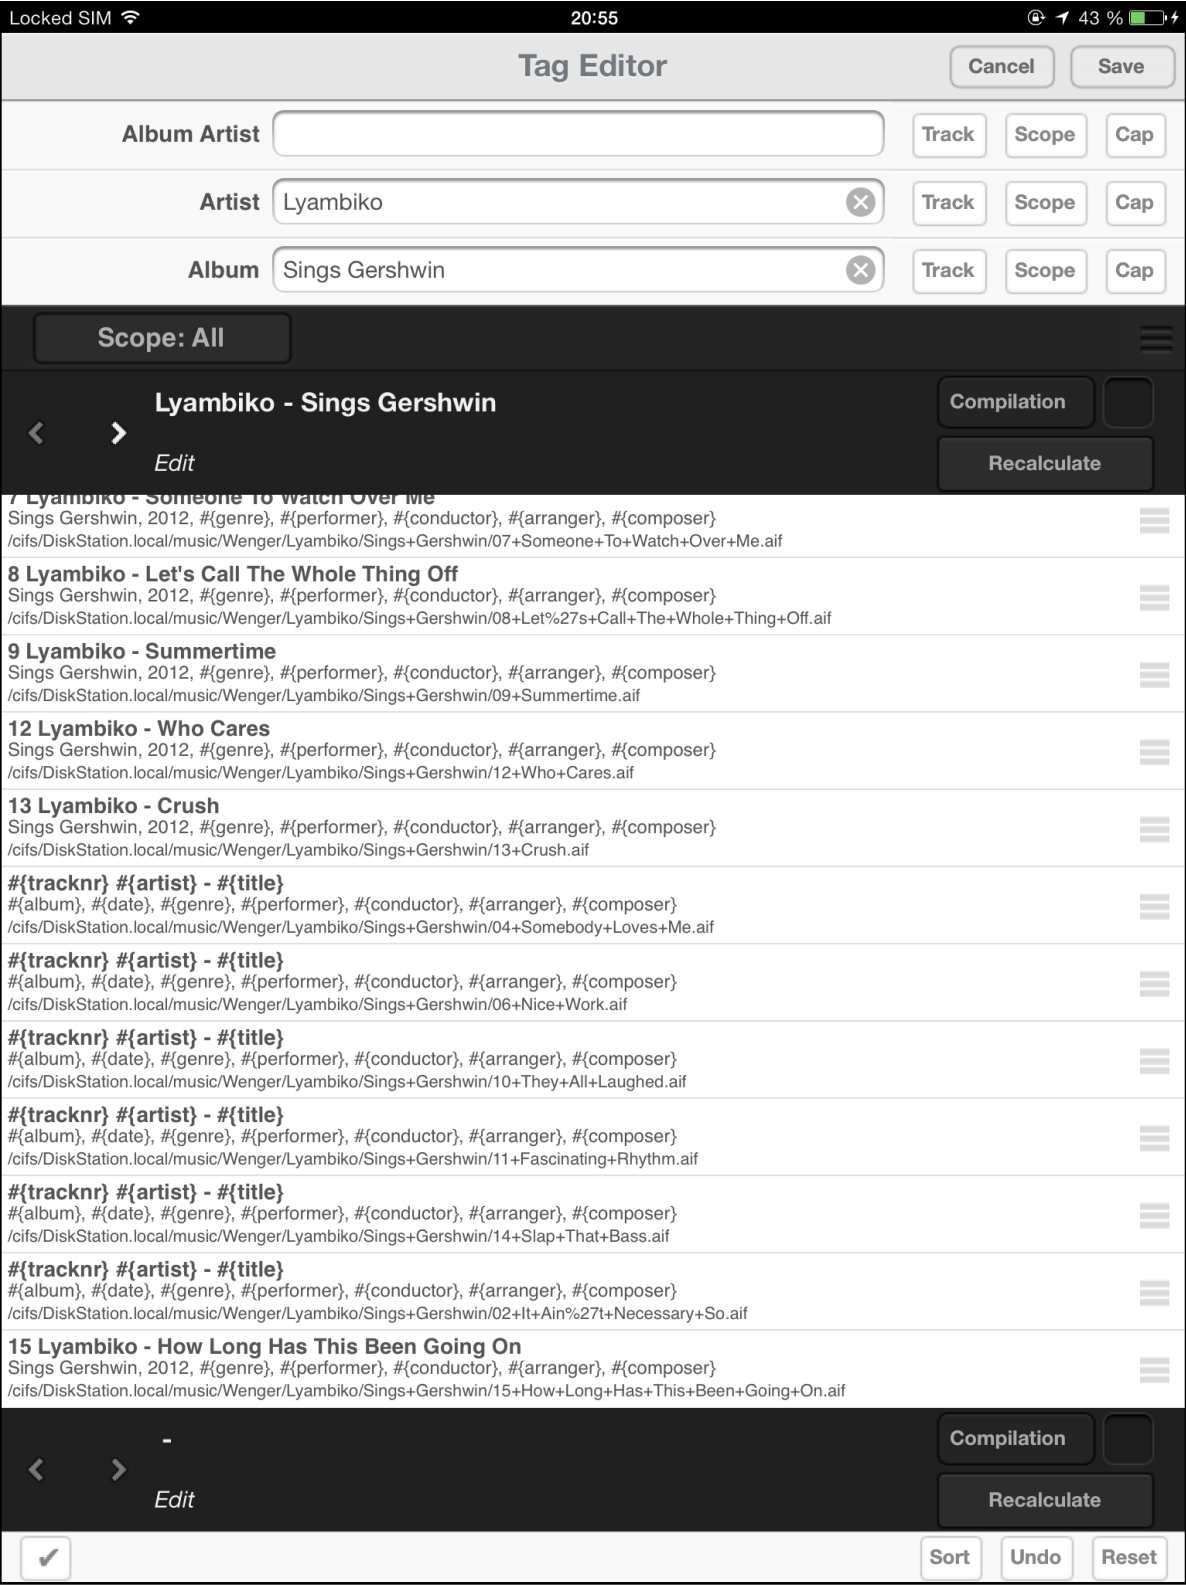 Locked SIM 20:55 43 %
Tag Editor Cancel Save
Album Artist Track Scope Cap
Artist Lyambiko Track Scope Cap
Album Sings Gershwin Track Scope Cap
Scope: All
Lyambiko - Sings Gershwin Compilation
Edit Recalculate
7 Lyambiko - Someone To Watch Over Me
Sings Gershwin, 2012, #{genre}, #{performer}, #{conductor}, #{arranger}, #{composer}
/cifs/DiskStation.local/music/Wenger/Lyambiko/Sings+Gershwin/07+Someone+To+Watch+Over+Me.aif
8 Lyambiko - Let's Call The Whole Thing Off
Sings Gershwin, 2012, #{genre}, #{performer}, #{conductor}, #{arranger}, #{composer}
/cifs/DiskStation.local/music/Wenger/Lyambiko/Sings+Gershwin/08+Let%27s+Call+The+Whole+Thing+Off.aif
9 Lyambiko - Summertime
Sings Gershwin, 2012, #{genre}, #{performer}, #{conductor}, #{arranger}, #{composer}
/cifs/DiskStation.local/music/Wenger/Lyambiko/Sings+Gershwin/09+Summertime.aif
12 Lyambiko - Who Cares
Sings Gershwin, 2012, #{genre}, #{performer}, #{conductor}, #{arranger}, #{composer}
/cifs/DiskStation.local/music/Wenger/Lyambiko/Sings+Gershwin/12+Who+Cares.aif
13 Lyambiko - Crush
Sings Gershwin, 2012, #{genre}, #{performer}, #{conductor}, #{arranger}, #{composer}
/cifs/DiskStation.local/music/Wenger/Lyambiko/Sings+Gershwin/13+Crush.aif
#{tracknr} #{artist} - #{title}
#{album}, #{date}, #{genre}, #{performer}, #{conductor}, #{arranger}, #{composer}
/cifs/DiskStation.local/music/Wenger/Lyambiko/Sings+Gershwin/04+Somebody+Loves+Me.aif
#{tracknr} #{artist} - #{title}
#{album}, #{date}, #{genre}, #{performer}, #{conductor}, #{arranger}, #{composer}
/cifs/DiskStation.local/music/Wenger/Lyambiko/Sings+Gershwin/06+Nice+Work.aif
#{tracknr} #{artist} - #{title}
#{album}, #{date}, #{genre}, #{performer}, #{conductor}, #{arranger}, #{composer}
/cifs/DiskStation.local/music/Wenger/Lyambiko/Sings+Gershwin/10+They+All+Laughed.aif
#{tracknr} #{artist} - #{title}
#{album}, #{date}, #{genre}, #{performer}, #{conductor}, #{arranger}, #{composer}
/cifs/DiskStation.local/music/Wenger/Lyambiko/Sings+Gershwin/11+Fascinating+Rhythm.aif
#{tracknr} #{artist} - #{title}
#{album}, #{date}, #{genre}, #{performer}, #{conductor}, #{arranger}, #{composer}
/cifs/DiskStation.local/music/Wenger/Lyambiko/Sings+Gershwin/14+Slap+That+Bass.aif
#{tracknr} #{artist} - #{title}
#{album}, #{date}, #{genre}, #{performer}, #{conductor}, #{arranger}, #{composer}
/cifs/DiskStation.local/music/Wenger/Lyambiko/Sings+Gershwin/02+It+Ain%27t+Necessary+So.aif
15 Lyambiko - How Long Has This Been Going On
Sings Gershwin, 2012, #{genre}, #{performer}, #{conductor}, #{arranger}, #{composer}
/cifs/DiskStation.local/music/Wenger/Lyambiko/Sings+Gershwin/15+How+Long+Has+This+Been+Going+On.aif
- Compilation
Edit Recalculate
Sort Undo Reset